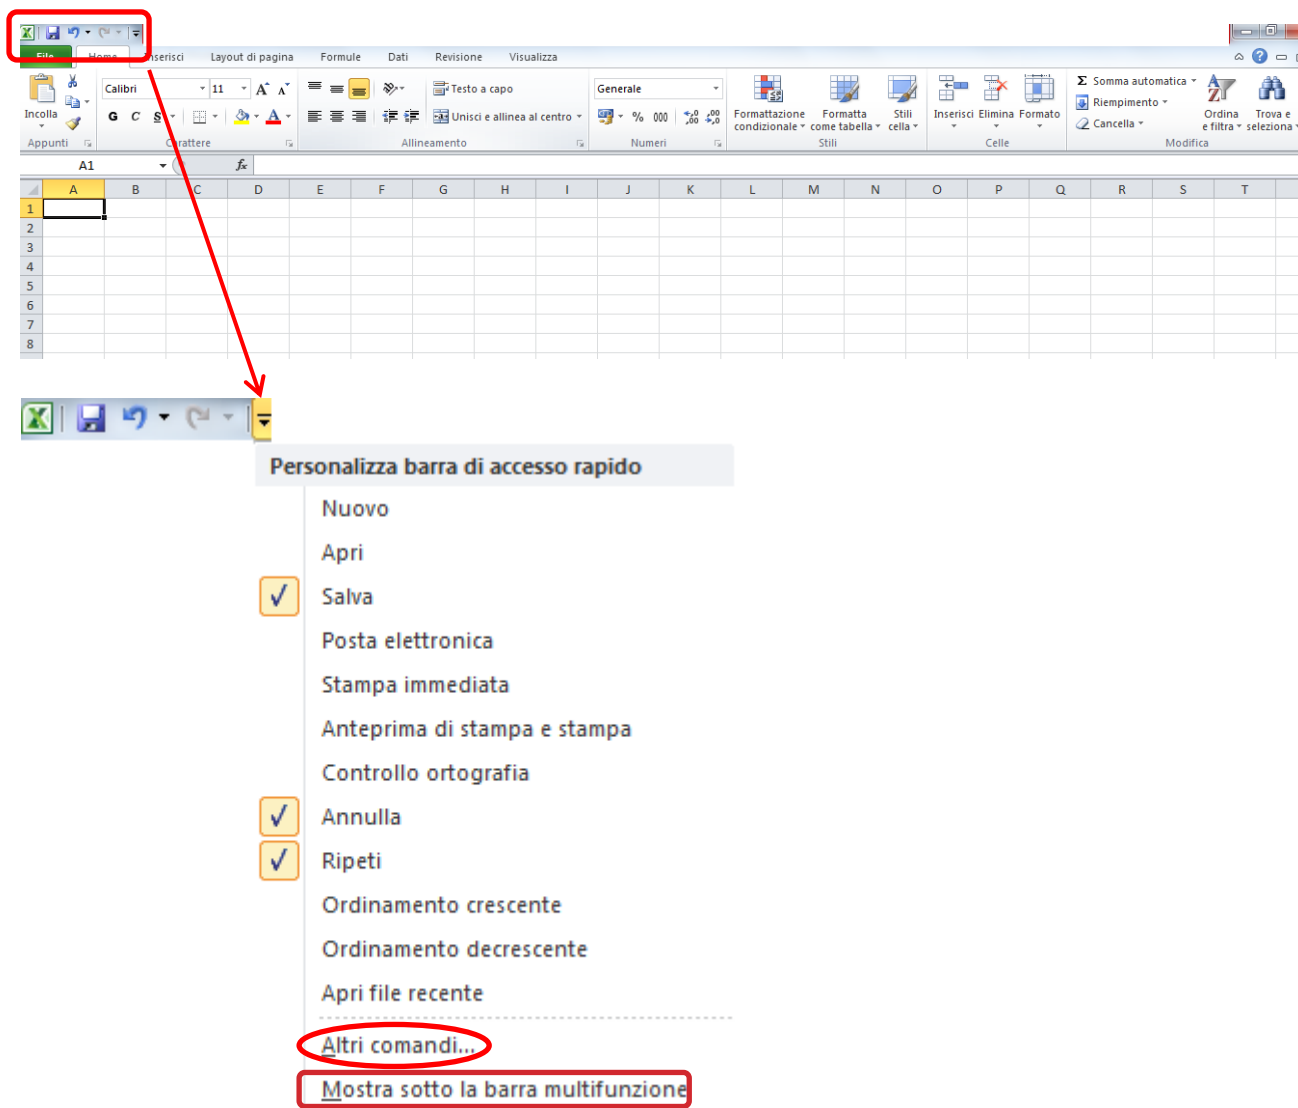 File Home Inserisci Layout di pagina Formule Dati Revisione Visualizza
Calibri 11 A A Testo a capo Generale Σ Somma automatica
Incolla G C S A Unisci e allinea al centro % 000 Formattazione condizionale Formatta come tabella Stili cella Inserisci Elimina Formato Riempimento Cancella Ordina e filtra Trova e seleziona
Appunti Carattere Allineamento Numeri Stili Celle Modifica
A1 fx
A B C D E F G H I J K L M N O P Q R S T
1
2
3
4
5
6
7
8
Personalizza barra di accesso rapido
Nuovo
Apri
Salva
Posta elettronica
Stampa immediata
Anteprima di stampa e stampa
Controllo ortografia
Annulla
Ripeti
Ordinamento crescente
Ordinamento decrescente
Apri file recente
Altri comandi...
Mostra sotto la barra multifunzione